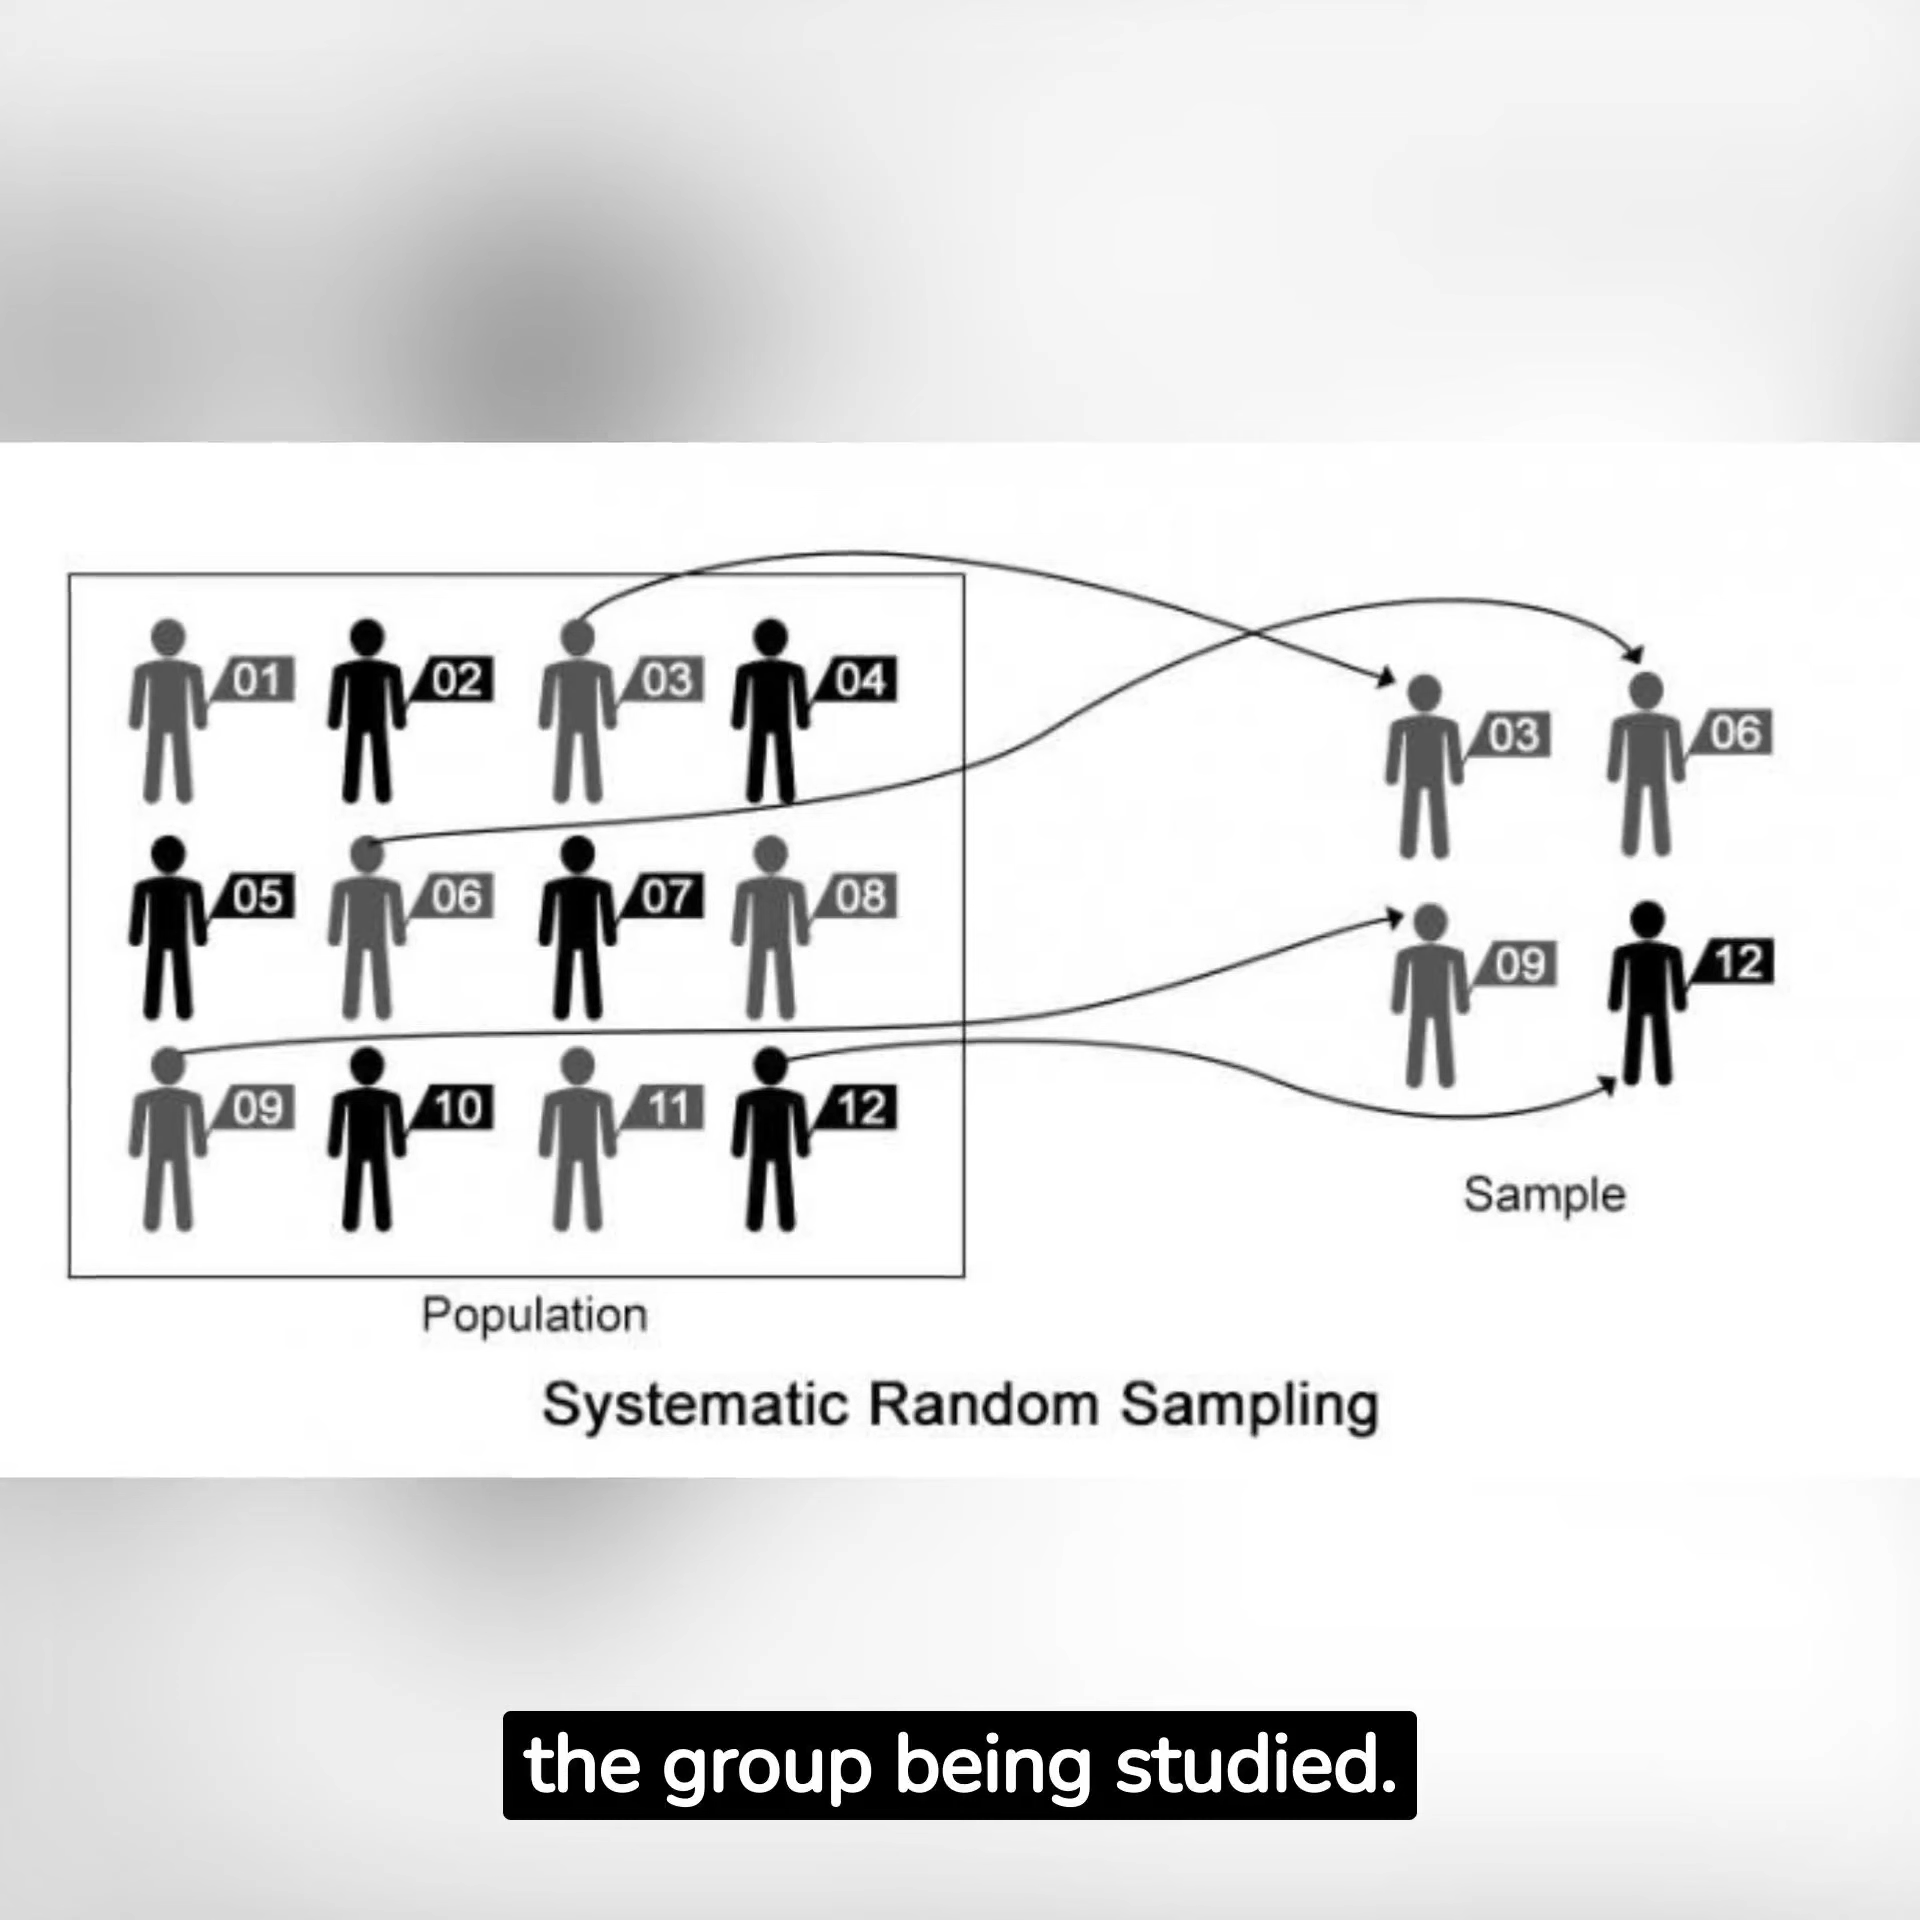 01 02 03 04
03 06
05 06 07 08
09 12
09 10 11 12
Sample
Population
Systematic Random Sampling
the group being studied.